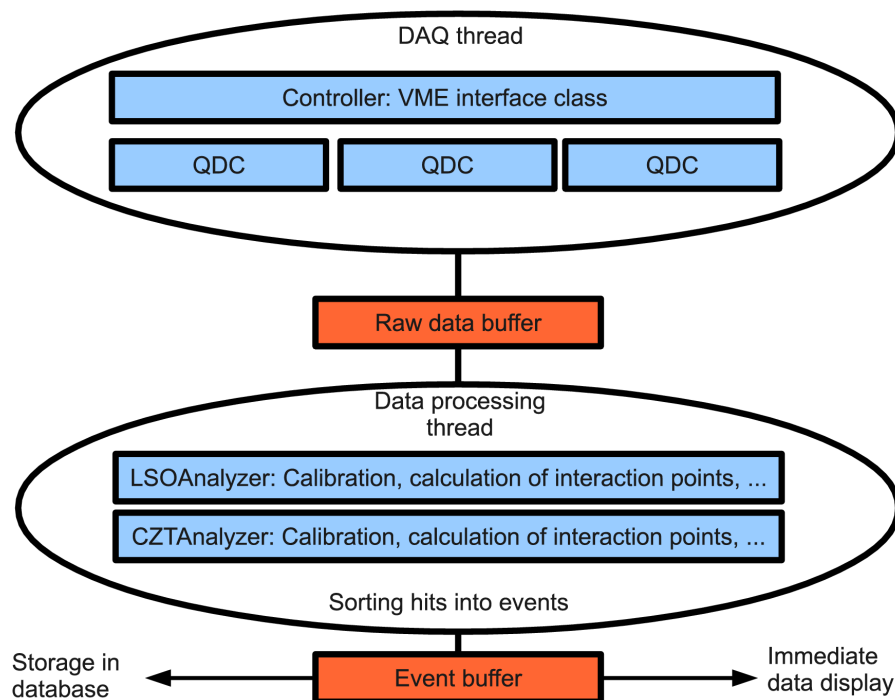 DAQ thread
Controller: VME interface class
QDC QDC QDC
Raw data buffer
Data processing
thread
LSOAnalyzer: Calibration, calculation of interaction points, ...
CZTAnalyzer: Calibration, calculation of interaction points, ...
Sorting hits into events
Storage in
database
Event buffer
Immediate
data display